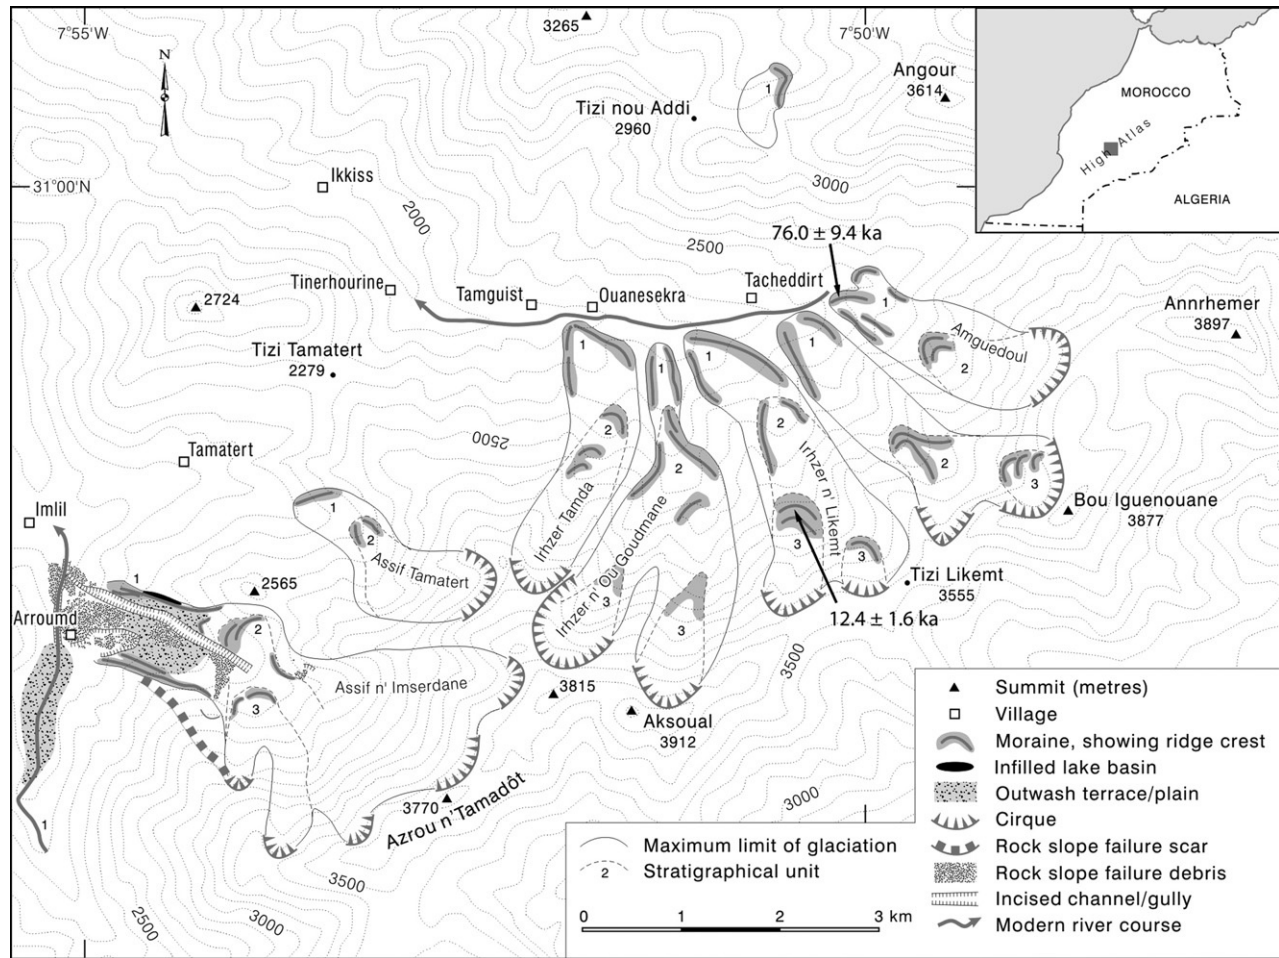 7°55'W
3265
7°50'W
N
Tizi nou Addi
2960
1
Angour
3614
MOROCCO
High Atlas
ALGERIA
31°00'N
Ikkiss
2000
3000
2500
76.0 ± 9.4 ka
Tinerhourine
Tamguist
Ouanesekra
Tacheddirt
2724
Tizi Tamatert
2279
Annrhemer
3897
Amguedoul
1
2
1
1
1
1
2500
Tamatert
2
2
2
2
3
Irhzer Tamda
Irhzer n' Ou Goudmane
Irhzer n' Likemt
Bou Iguenouane
3877
Imlil
1
2
Assif Tamatert
3
3
3
3
Tizi Likemt
3555
12.4 ± 1.6 ka
1
2565
Arroumd
2
Assif n' Imserdane
3
3500
3815
Aksoual
3912
3770
Azrou n'Tamadôt
1
3000
3500
3000
2500
Maximum limit of glaciation
2 Stratigraphical unit
0 1 2 3 km
Summit (metres)
Village
Moraine, showing ridge crest
Infilled lake basin
Outwash terrace/plain
Cirque
Rock slope failure scar
Rock slope failure debris
Incised channel/gully
Modern river course